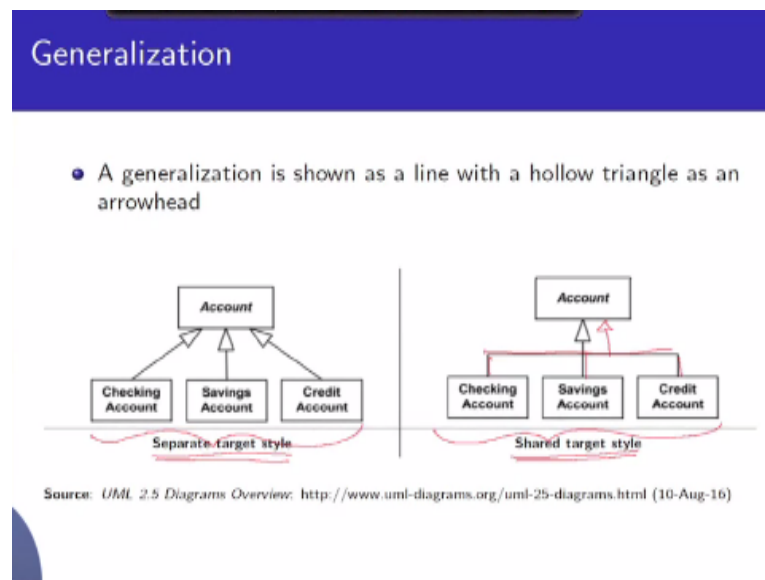 Generalization
A generalization is shown as a line with a hollow triangle as an
arrowhead
Account
Checking
Account
Savings
Account
Credit
Account
Separate target style
Account
Checking
Account
Savings
Account
Credit
Account
Shared target style
Source: UML 2.5 Diagrams Overview: http://www.uml-diagrams.org/uml-25-diagrams.html (10-Aug-16)